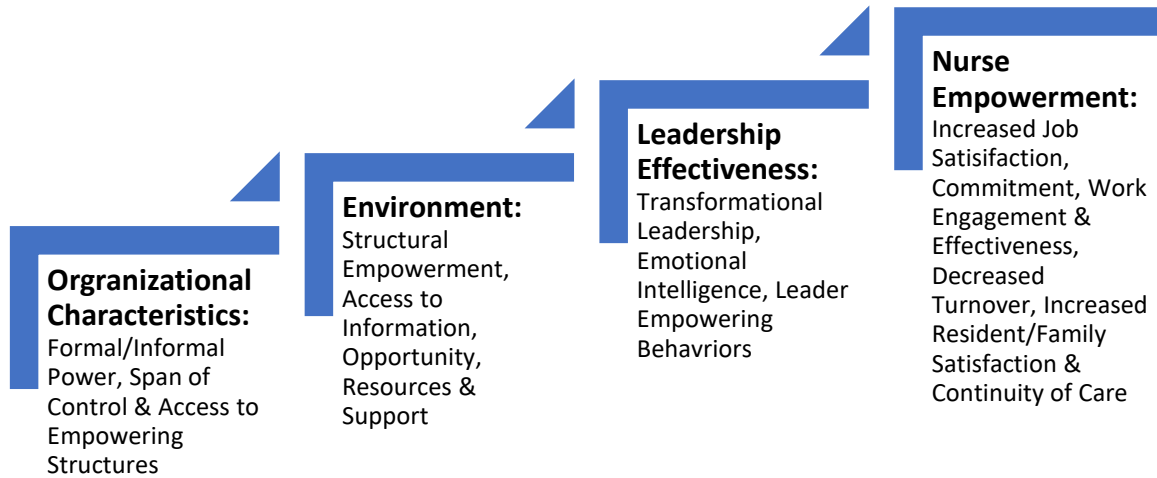 Orgranizational
Characteristics:
Formal/Informal
Power, Span of
Control & Access to
Empowering
Structures
Environment:
Structural
Empowerment,
Access to
Information,
Opportunity,
Resources &
Support
Leadership
Effectiveness:
Transformational
Leadership,
Emotional
Intelligence, Leader
Empowering
Behavriors
Nurse
Empowerment:
Increased Job
Satisifaction,
Commitment, Work
Engagement &
Effectiveness,
Decreased
Turnover, Increased
Resident/Family
Satisfaction &
Continuity of Care